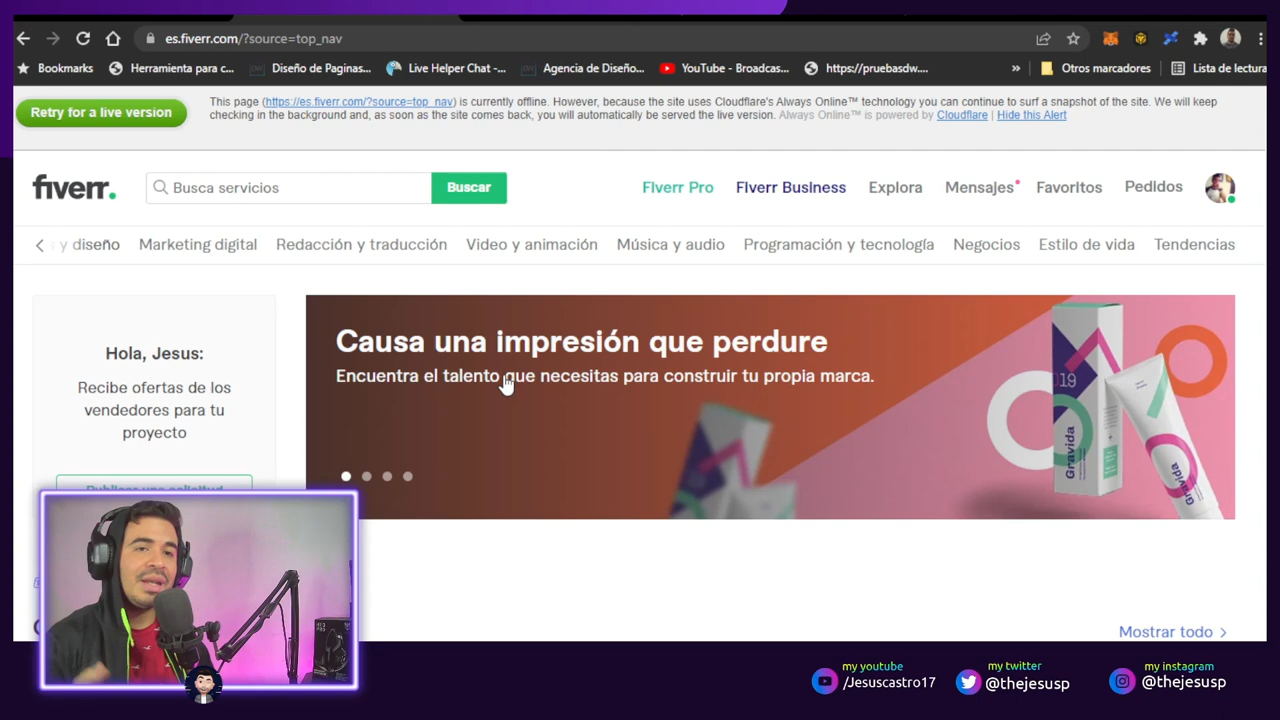 es.fiverr.com/?source=top_nav
Bookmarks
Herramienta para c...
Diseño de Paginas...
Live Helper Chat -...
Agencia de Diseño...
YouTube - Broadcas...
https://pruebasdw....
»
Otros marcadores
Lista de lectura
Retry for a live version
This page (https://es.fiverr.com/?source=top_nav) is currently offline. However, because the site uses Cloudflare's Always Online™ technology you can continue to surf a snapshot of the site. We will keep
checking in the background and, as soon as the site comes back, you will automatically be served the live version. Always Online™ is powered by Cloudflare | Hide this Alert
fiverr.
Busca servicios
Buscar
Fiverr Pro
Fiverr Business
Explora
Mensajes
Favoritos
Pedidos
y diseño
Marketing digital
Redacción y traducción
Video y animación
Música y audio
Programación y tecnología
Negocios
Estilo de vida
Tendencias
Hola, Jesus:
Recibe ofertas de los
vendedores para tu
proyecto
Causa una impresión que perdure
Encuentra el talento que necesitas para construir tu propia marca.
Gravida
Gravida
Mostrar todo
my youtube
/Jesuscastro17
my twitter
@thejesusp
my instagram
@thejesusp